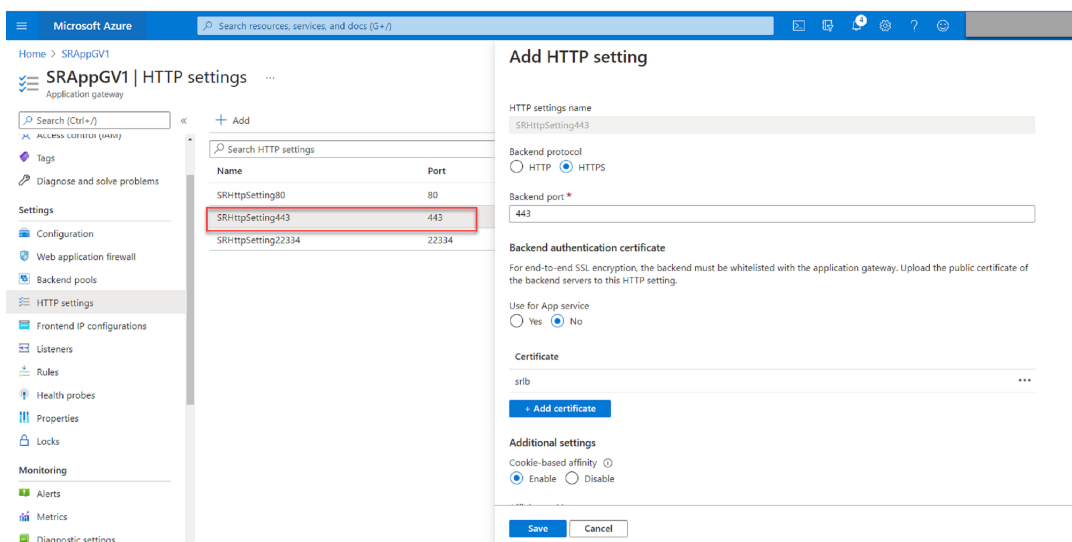 Microsoft Azure
Search resources, services, and docs (G+/)
4
Home > SRAppGV1
SRAppGV1 | HTTP settings ...
Application gateway
Search (Ctrl+/)
«
Access control (IAM)
Tags
Diagnose and solve problems
Settings
Configuration
Web application firewall
Backend pools
HTTP settings
Frontend IP configurations
Listeners
Rules
Health probes
Properties
Locks
Monitoring
Alerts
Metrics
Diagnostic settings
+ Add
Search HTTP settings
Name Port
SRHttpSetting80 80
SRHttpSetting443 443
SRHttpSetting22334 22334
Add HTTP setting
HTTP settings name
SRHttpSetting443
Backend protocol
HTTP HTTPS
Backend port *
443
Backend authentication certificate
For end-to-end SSL encryption, the backend must be whitelisted with the application gateway. Upload the public certificate of
the backend servers to this HTTP setting.
Use for App service
Yes No
Certificate
srlb ...
+ Add certificate
Additional settings
Cookie-based affinity
Enable Disable
Save Cancel